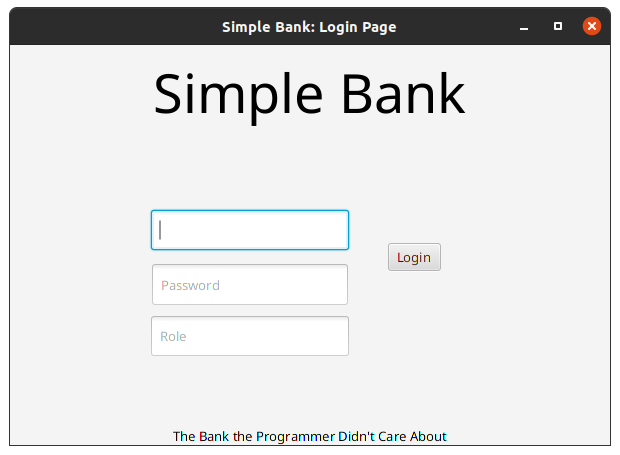 Simple Bank: Login Page
Simple Bank
Login
Password
Role
The Bank the Programmer Didn't Care About